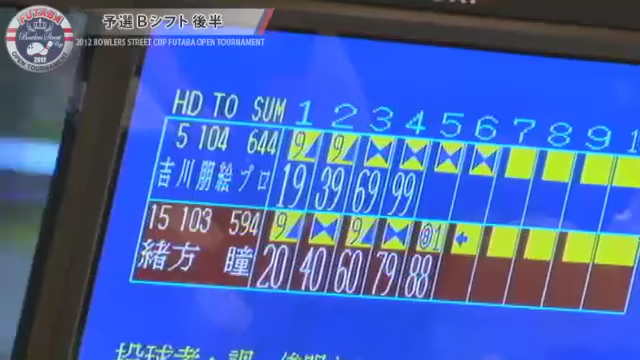 予選Bシフト後半
2012 BOWLERS STREET CUP FUTABA OPEN TOURNAMENT
FUTABA
Bowlers Street Cup
2012
OPEN TOURNAMENT
HD TO SUM 1 2 3 4 5 6 7 8 9 1
5 104 644 9 9
吉川朋絵プロ 19 39 69 99
15 103 594 9 9 ⑧1
緒方 瞳 20 40 60 79 88